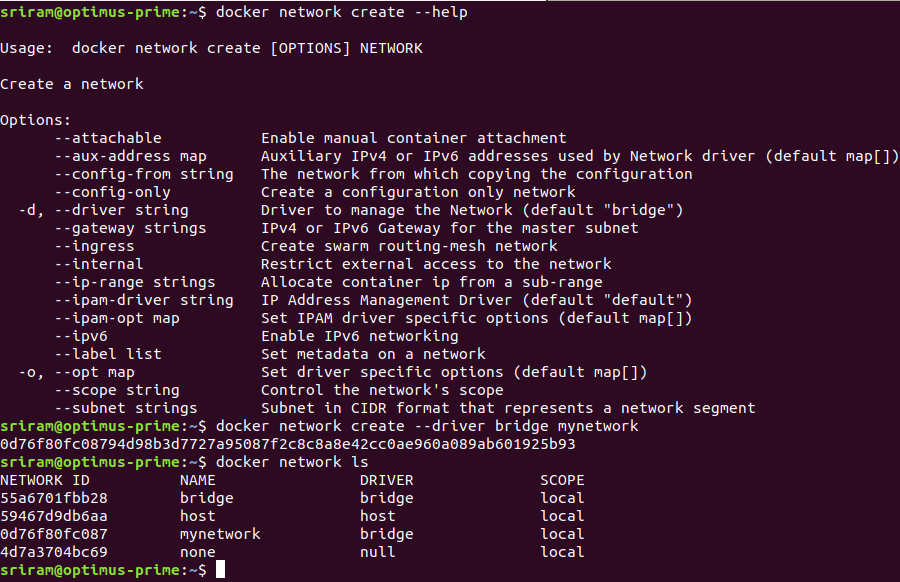 sriram@optimus-prime:~$ docker network create --help

Usage:  docker network create [OPTIONS] NETWORK

Create a network

Options:
      --attachable           Enable manual container attachment
      --aux-address map      Auxiliary IPv4 or IPv6 addresses used by Network driver (default map[])
      --config-from string   The network from which copying the configuration
      --config-only          Create a configuration only network
  -d, --driver string        Driver to manage the Network (default "bridge")
      --gateway strings      IPv4 or IPv6 Gateway for the master subnet
      --ingress              Create swarm routing-mesh network
      --internal             Restrict external access to the network
      --ip-range strings     Allocate container ip from a sub-range
      --ipam-driver string   IP Address Management Driver (default "default")
      --ipam-opt map         Set IPAM driver specific options (default map[])
      --ipv6                 Enable IPv6 networking
      --label list           Set metadata on a network
  -o, --opt map              Set driver specific options (default map[])
      --scope string         Control the network's scope
      --subnet strings       Subnet in CIDR format that represents a network segment
sriram@optimus-prime:~$ docker network create --driver bridge mynetwork
0d76f80fc08794d98b3d7727a95087f2c8c8a8e42cc0ae960a089ab601925b93
sriram@optimus-prime:~$ docker network ls
NETWORK ID          NAME                DRIVER              SCOPE
55a6701fbb28        bridge              bridge              local
59467d9db6aa        host                host                local
0d76f80fc087        mynetwork           bridge              local
4d7a3704bc69        none                null                local
sriram@optimus-prime:~$